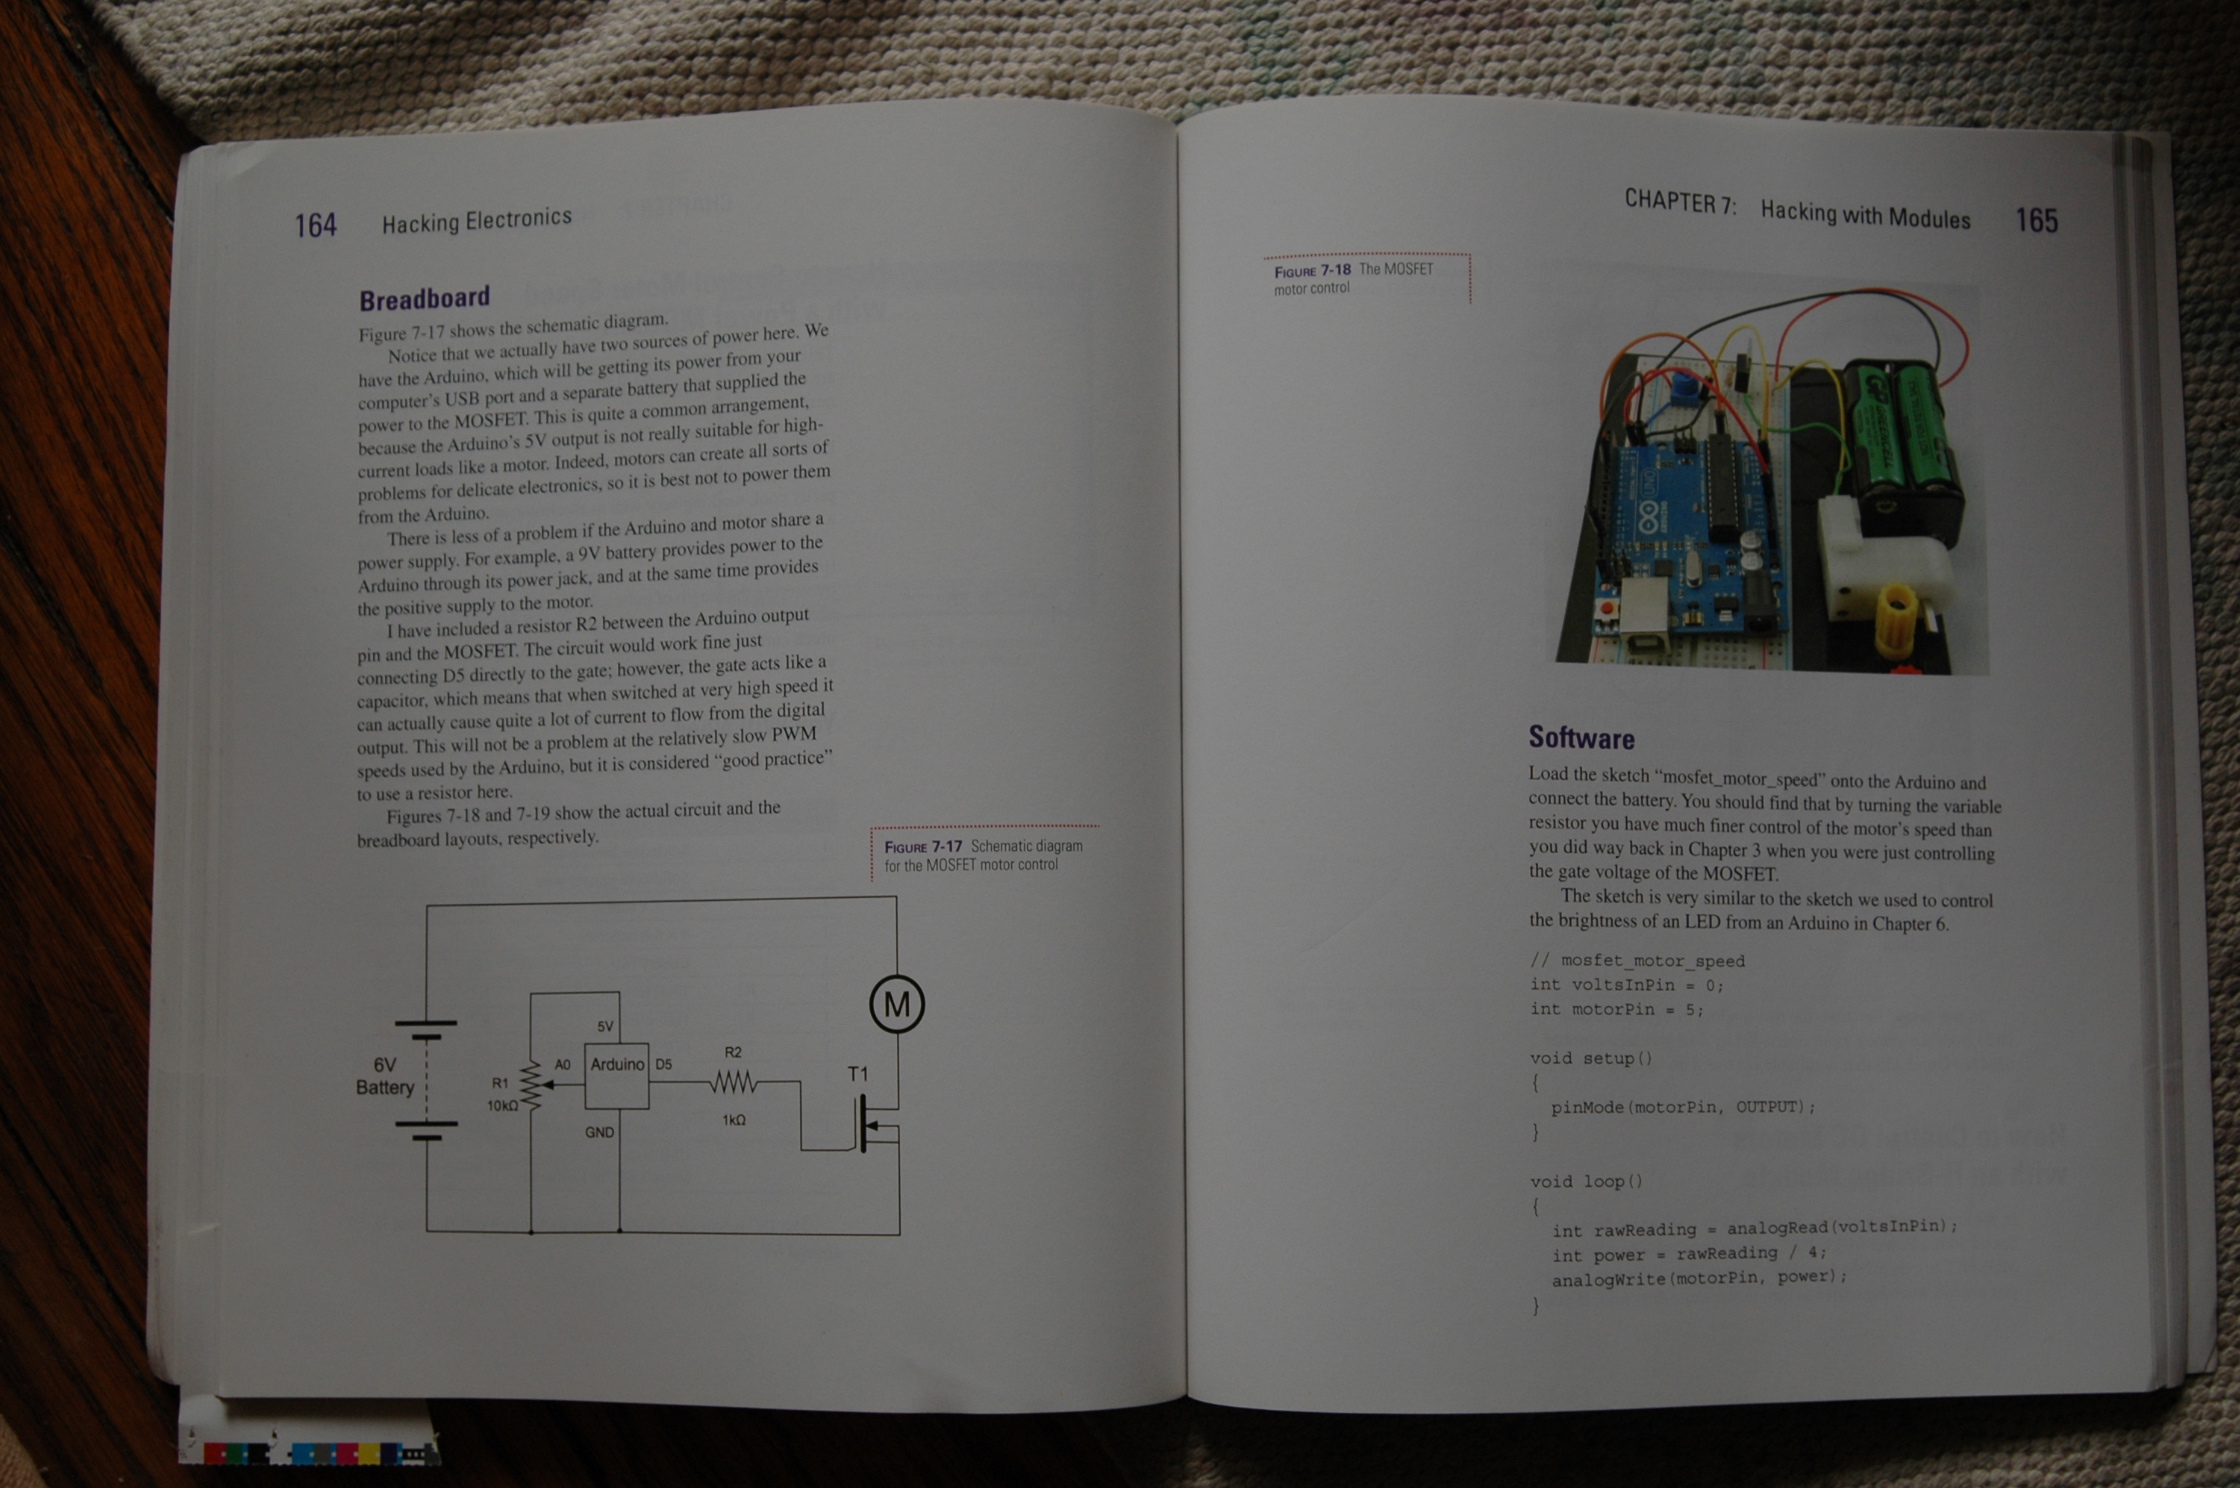 164 Hacking Electronics
Breadboard
Figure 7-17 shows the schematic diagram.
Notice that we actually have two sources of power here. We
have the Arduino, which will be getting its power from your
computer's USB port and a separate battery that supplied the
power to the MOSFET. This is quite a common arrangement,
because the Arduino's 5V output is not really suitable for high-
current loads like a motor. Indeed, motors can create all sorts of
problems for delicate electronics, so it is best not to power them
from the Arduino.
There is less of a problem if the Arduino and motor share a
power supply. For example, a 9V battery provides power to the
Arduino through its power jack, and at the same time provides
the positive supply to the motor.
I have included a resistor R2 between the Arduino output
pin and the MOSFET. The circuit would work fine just
connecting D5 directly to the gate; however, the gate acts like a
capacitor, which means that when switched at very high speed it
can actually cause quite a lot of current to flow from the digital
output. This will not be a problem at the relatively slow PWM
speeds used by the Arduino, but it is considered “good practice”
to use a resistor here.
Figures 7-18 and 7-19 show the actual circuit and the
breadboard layouts, respectively.
FIGURE 7-17 Schematic diagram
for the MOSFET motor control
M
5V
6V
Battery
R1
10kΩ
A0
Arduino
D5
GND
R2
1kΩ
T1
CHAPTER 7: Hacking with Modules 165
FIGURE 7-18 The MOSFET
motor control
UNO
ARDUINO
GP
Software
Load the sketch “mosfet_motor_speed” onto the Arduino and
connect the battery. You should find that by turning the variable
resistor you have much finer control of the motor's speed than
you did way back in Chapter 3 when you were just controlling
the gate voltage of the MOSFET.
The sketch is very similar to the sketch we used to control
the brightness of an LED from an Arduino in Chapter 6.
// mosfet_motor_speed
int voltsInPin = 0;
int motorPin = 5;
void setup()
{
pinMode(motorPin, OUTPUT);
}
void loop()
{
int rawReading = analogRead(voltsInPin);
int power = rawReading / 4;
analogWrite(motorPin, power);
}